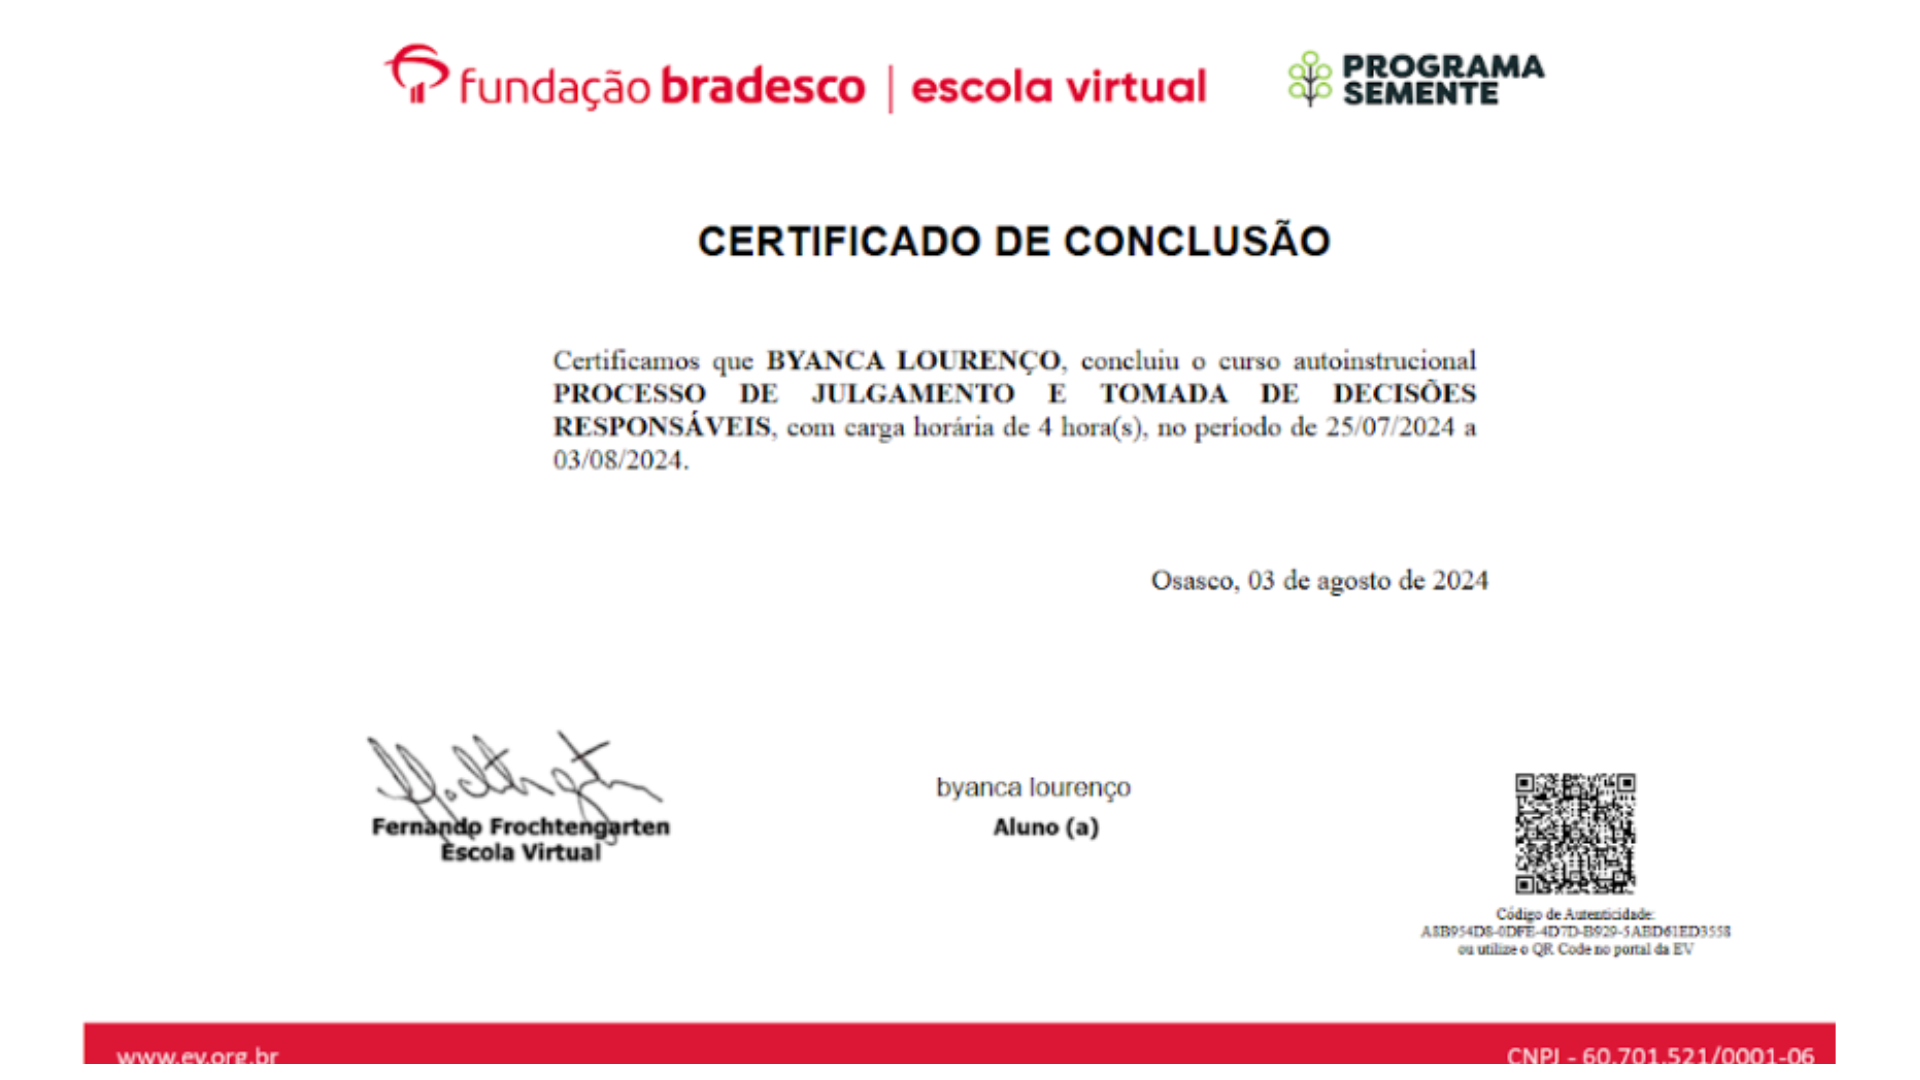 fundação bradesco | escola virtual
PROGRAMA
SEMENTE
CERTIFICADO DE CONCLUSÃO
Certificamos que BYANCA LOURENÇO, concluiu o curso autoinstrucional
PROCESSO DE JULGAMENTO E TOMADA DE DECISÕES
RESPONSÁVEIS, com carga horária de 4 hora(s), no período de 25/07/2024 a
03/08/2024.
Osasco, 03 de agosto de 2024
Fernando Frochtengarten
Escola Virtual
byanca lourenço
Aluno (a)
Código de Autenticidade:
A8B954D8-0DFE-4D7D-B929-5ABD61ED3558
ou utilize o QR Code no portal da EV
www.ev.org.br
CNPJ - 60.701.521/0001-06